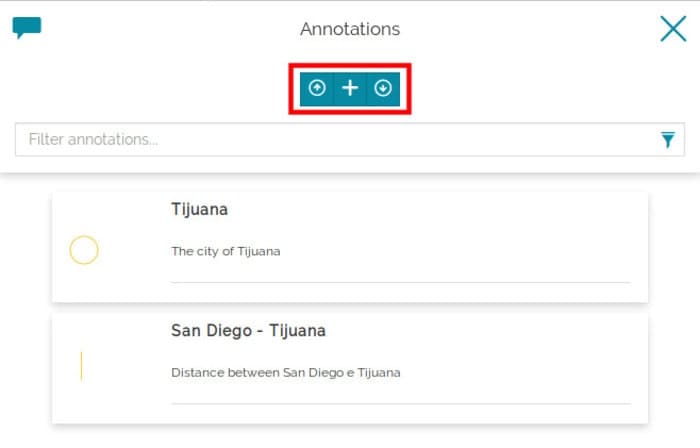 Annotations
Filter annotations...
Tijuana
The city of Tijuana
San Diego - Tijuana
Distance between San Diego e Tijuana